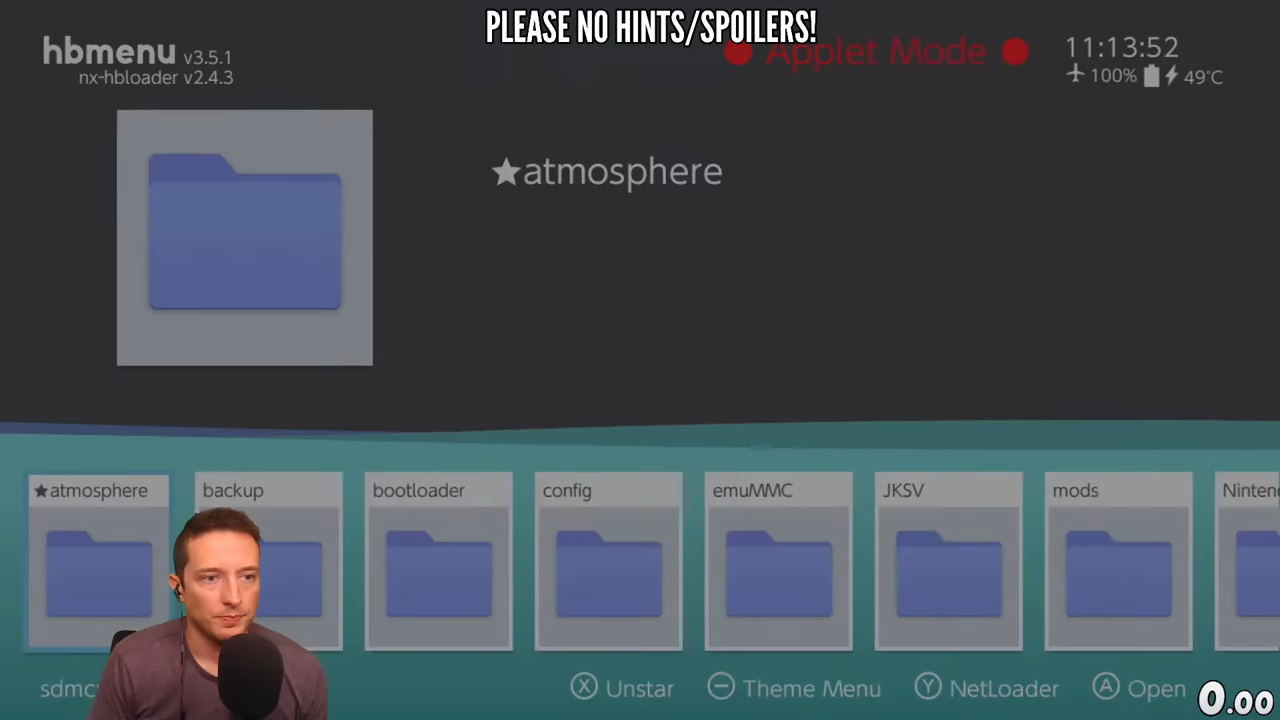 PLEASE NO HINTS/SPOILERS!
hbmenu v3.5.1
nx-hbloader v2.4.3
Applet Mode
11:13:52
100% 49°C
★atmosphere
★atmosphere
backup
bootloader
config
emuMMC
JKSV
mods
Ninten
sdmc
X Unstar
Theme Menu
Y NetLoader
A Open
0.00